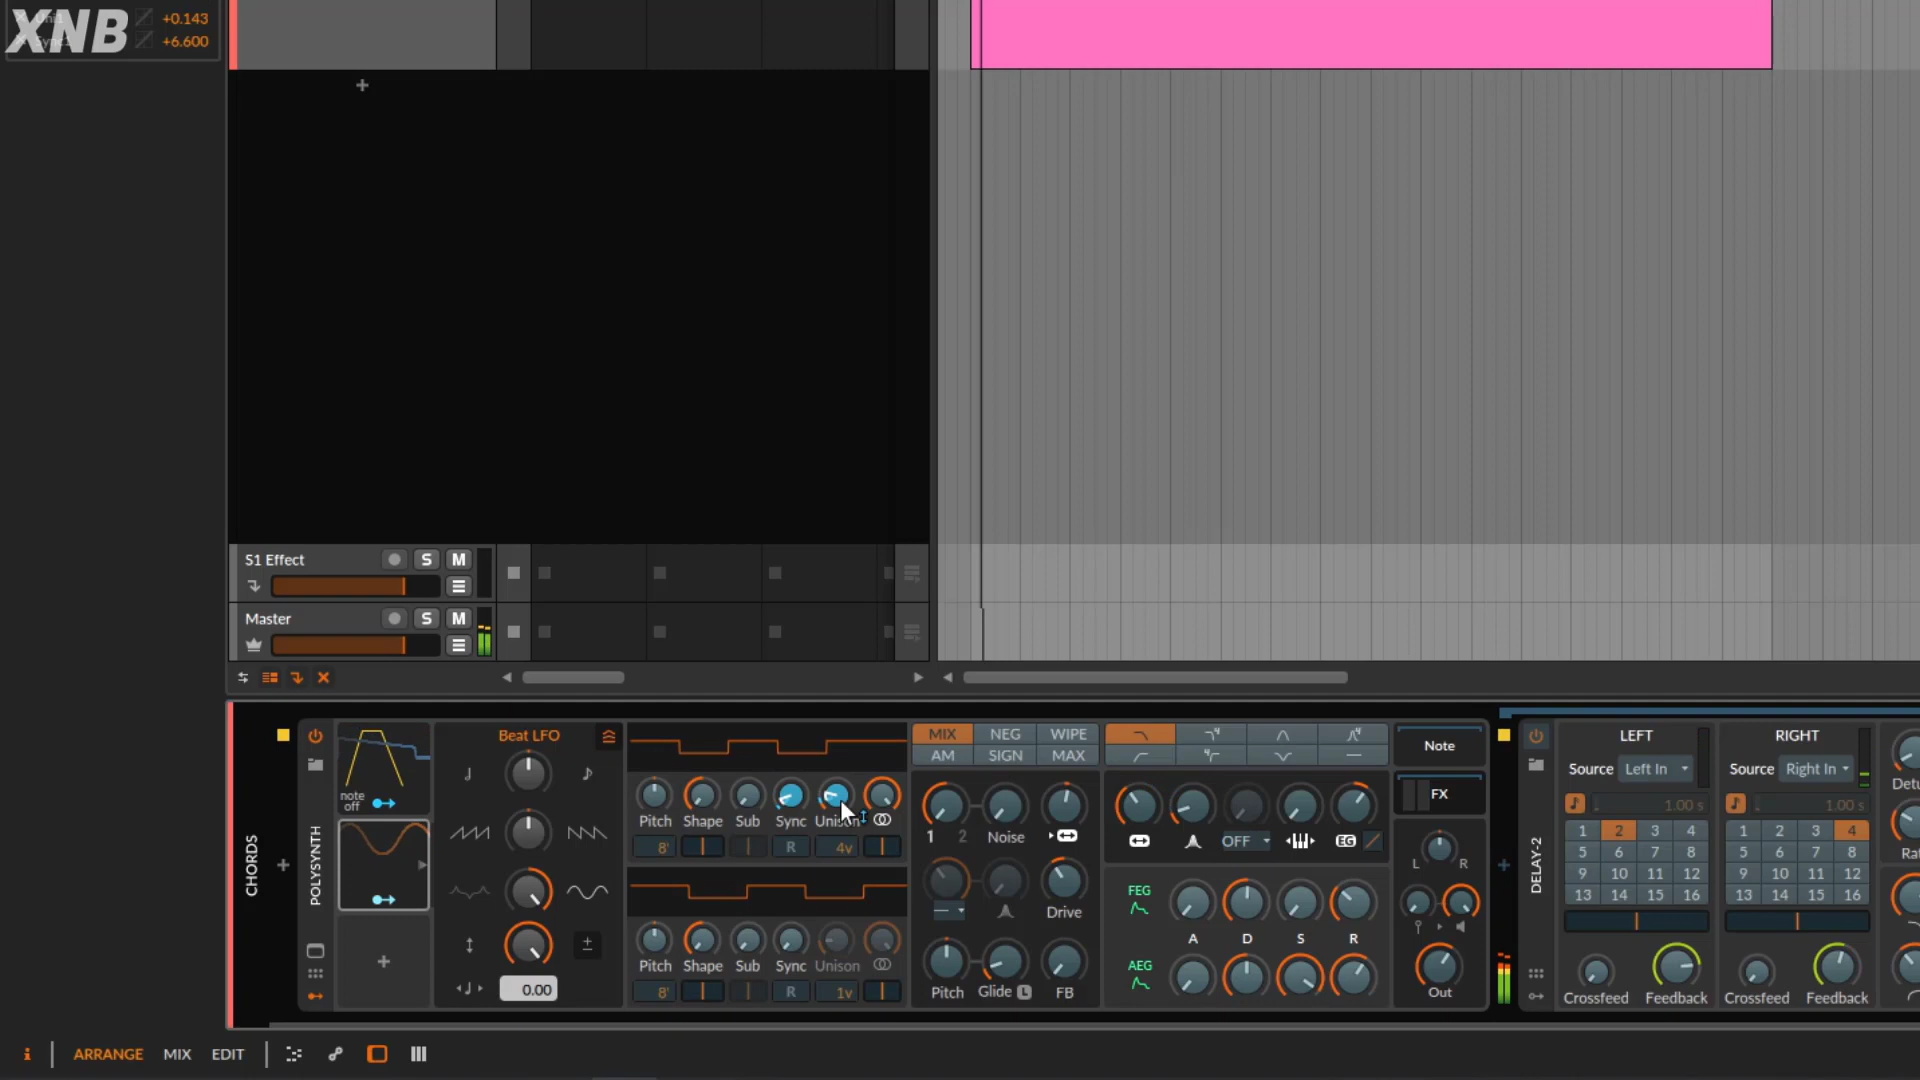 XNB
+0.143
+6.600
S1 Effect
S
M
Master
S
M
CHORDS
POLYSYNTH
note off
Beat LFO
0.00
Pitch Shape Sub Sync Unison
8' R 4v
Pitch Shape Sub Sync Unison
8' R 1v
MIX NEG WIPE
AM SIGN MAX
1 2 Noise
Drive
Pitch Glide L FB
OFF EG
FEG
A D S R
AEG
Note
FX
L R
Out
DELAY-2
LEFT
Source Left In
1.00 s
1 2 3 4
5 6 7 8
9 10 11 12
13 14 15 16
Crossfeed Feedback
RIGHT
Source Right In
1.00 s
1 2 3 4
5 6 7 8
9 10 11 12
13 14 15 16
Crossfeed Feedback
Detu
Rat
i ARRANGE MIX EDIT